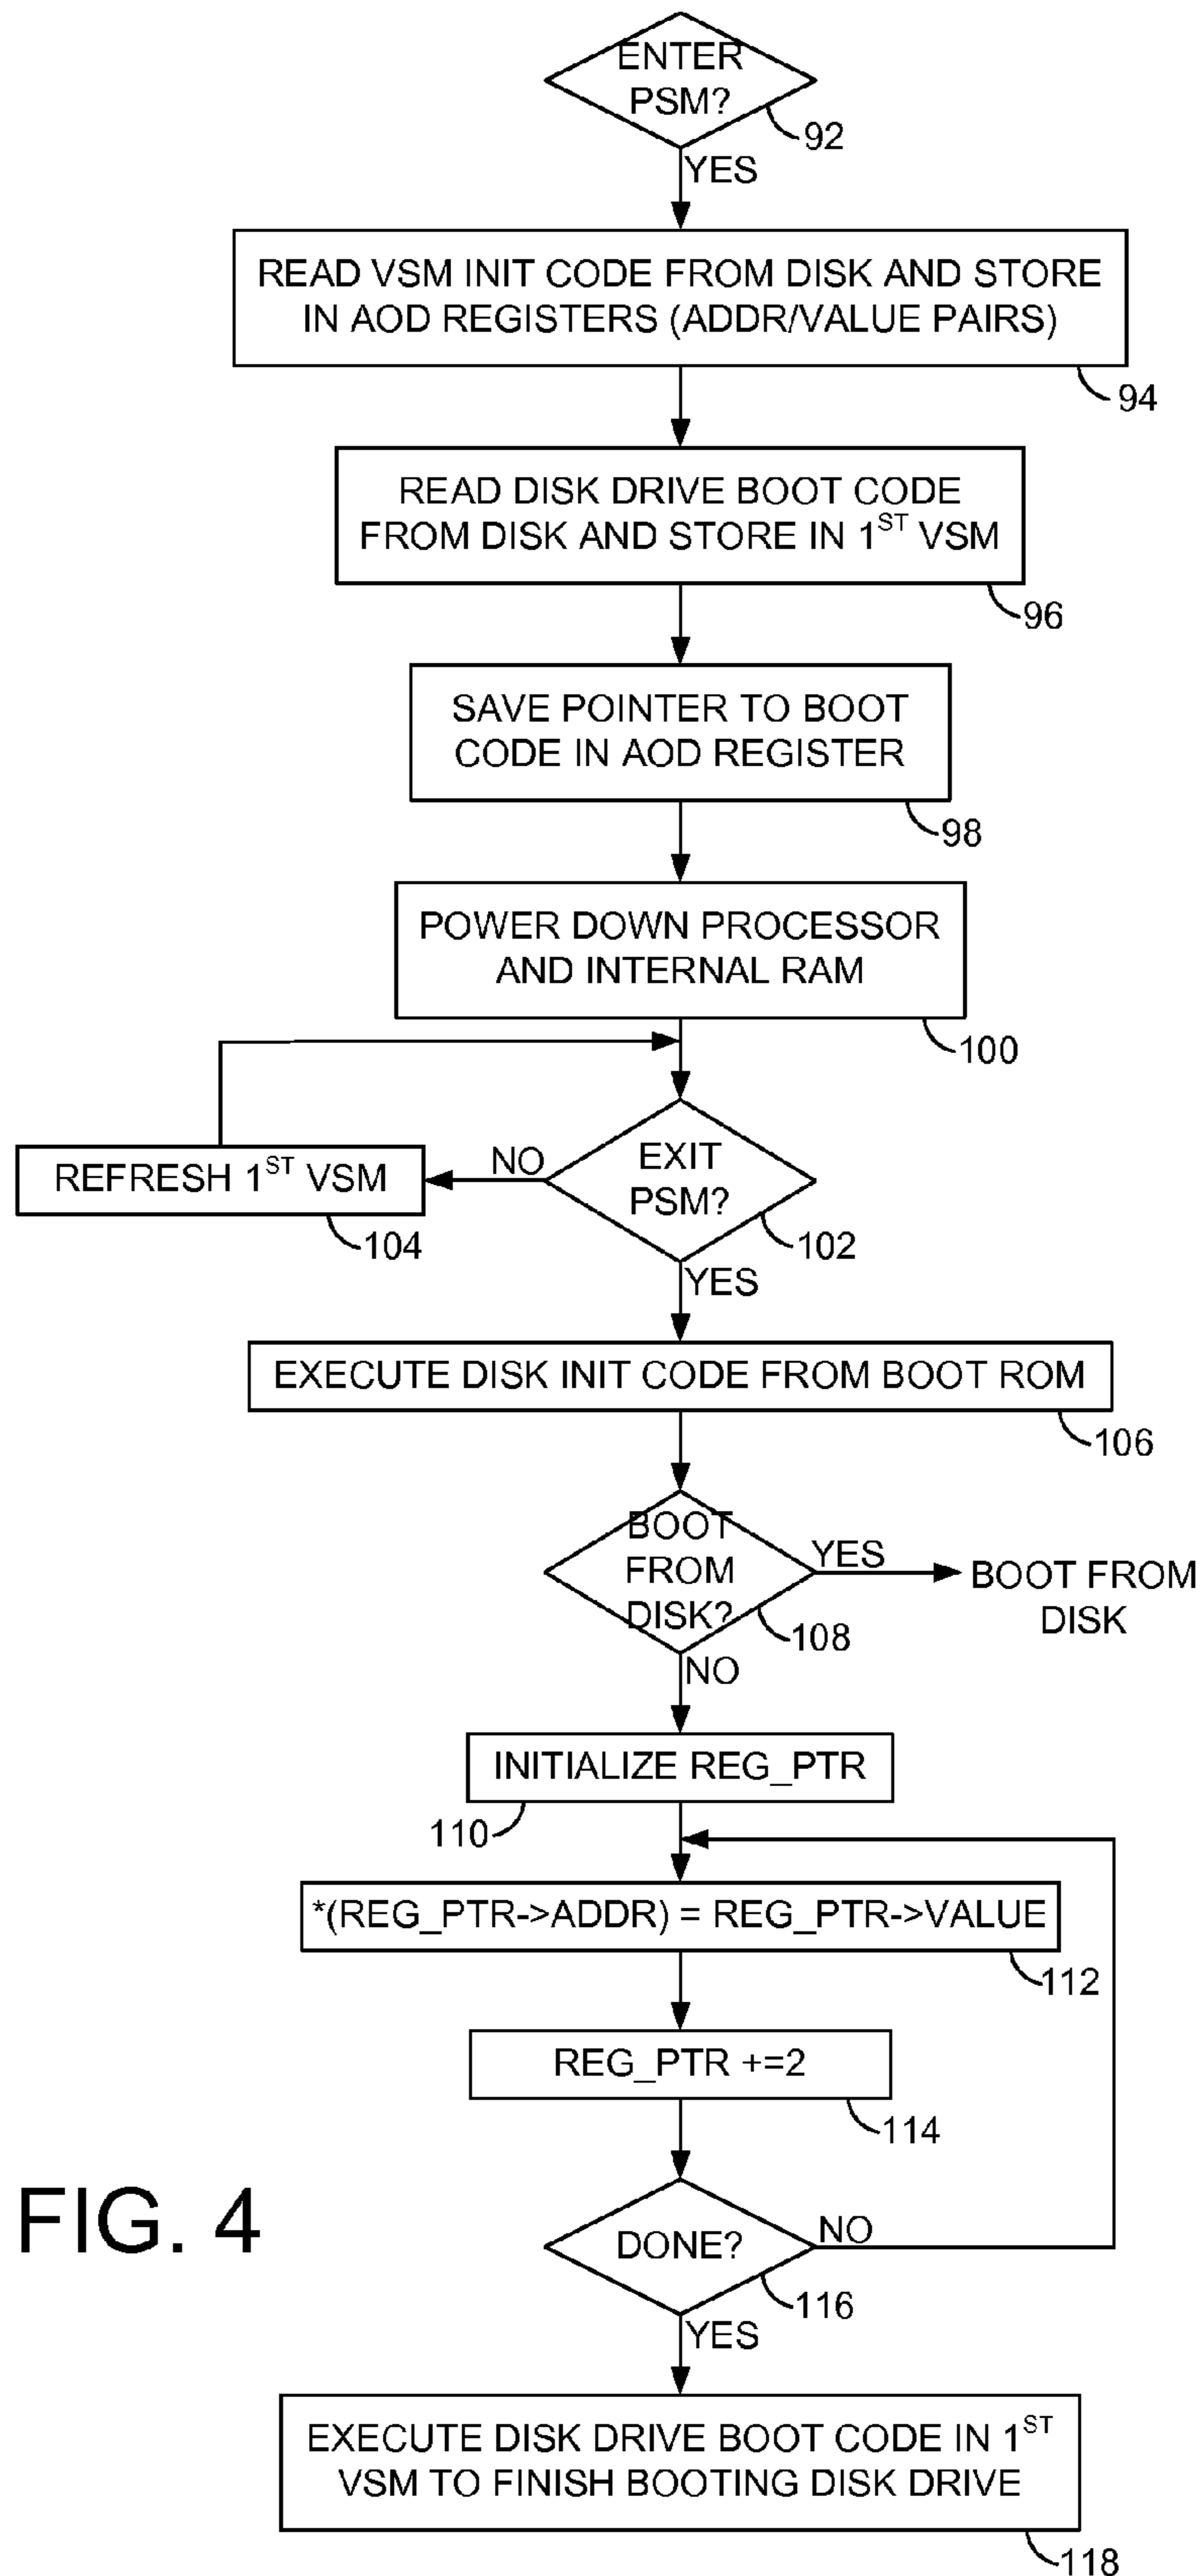 ENTER
PSM?
92
YES
READ VSM INIT CODE FROM DISK AND STORE
IN AOD REGISTERS (ADDR/VALUE PAIRS)
94
READ DISK DRIVE BOOT CODE
FROM DISK AND STORE IN 1ST VSM
96
SAVE POINTER TO BOOT
CODE IN AOD REGISTER
98
POWER DOWN PROCESSOR
AND INTERNAL RAM
100
EXIT
PSM?
102
NO
REFRESH 1ST VSM
104
YES
EXECUTE DISK INIT CODE FROM BOOT ROM
106
BOOT
FROM
DISK?
108
YES
BOOT FROM
DISK
NO
INITIALIZE REG_PTR
110
*(REG_PTR->ADDR) = REG_PTR->VALUE
112
REG_PTR +=2
114
DONE?
116
NO
YES
EXECUTE DISK DRIVE BOOT CODE IN 1ST
VSM TO FINISH BOOTING DISK DRIVE
118
FIG. 4